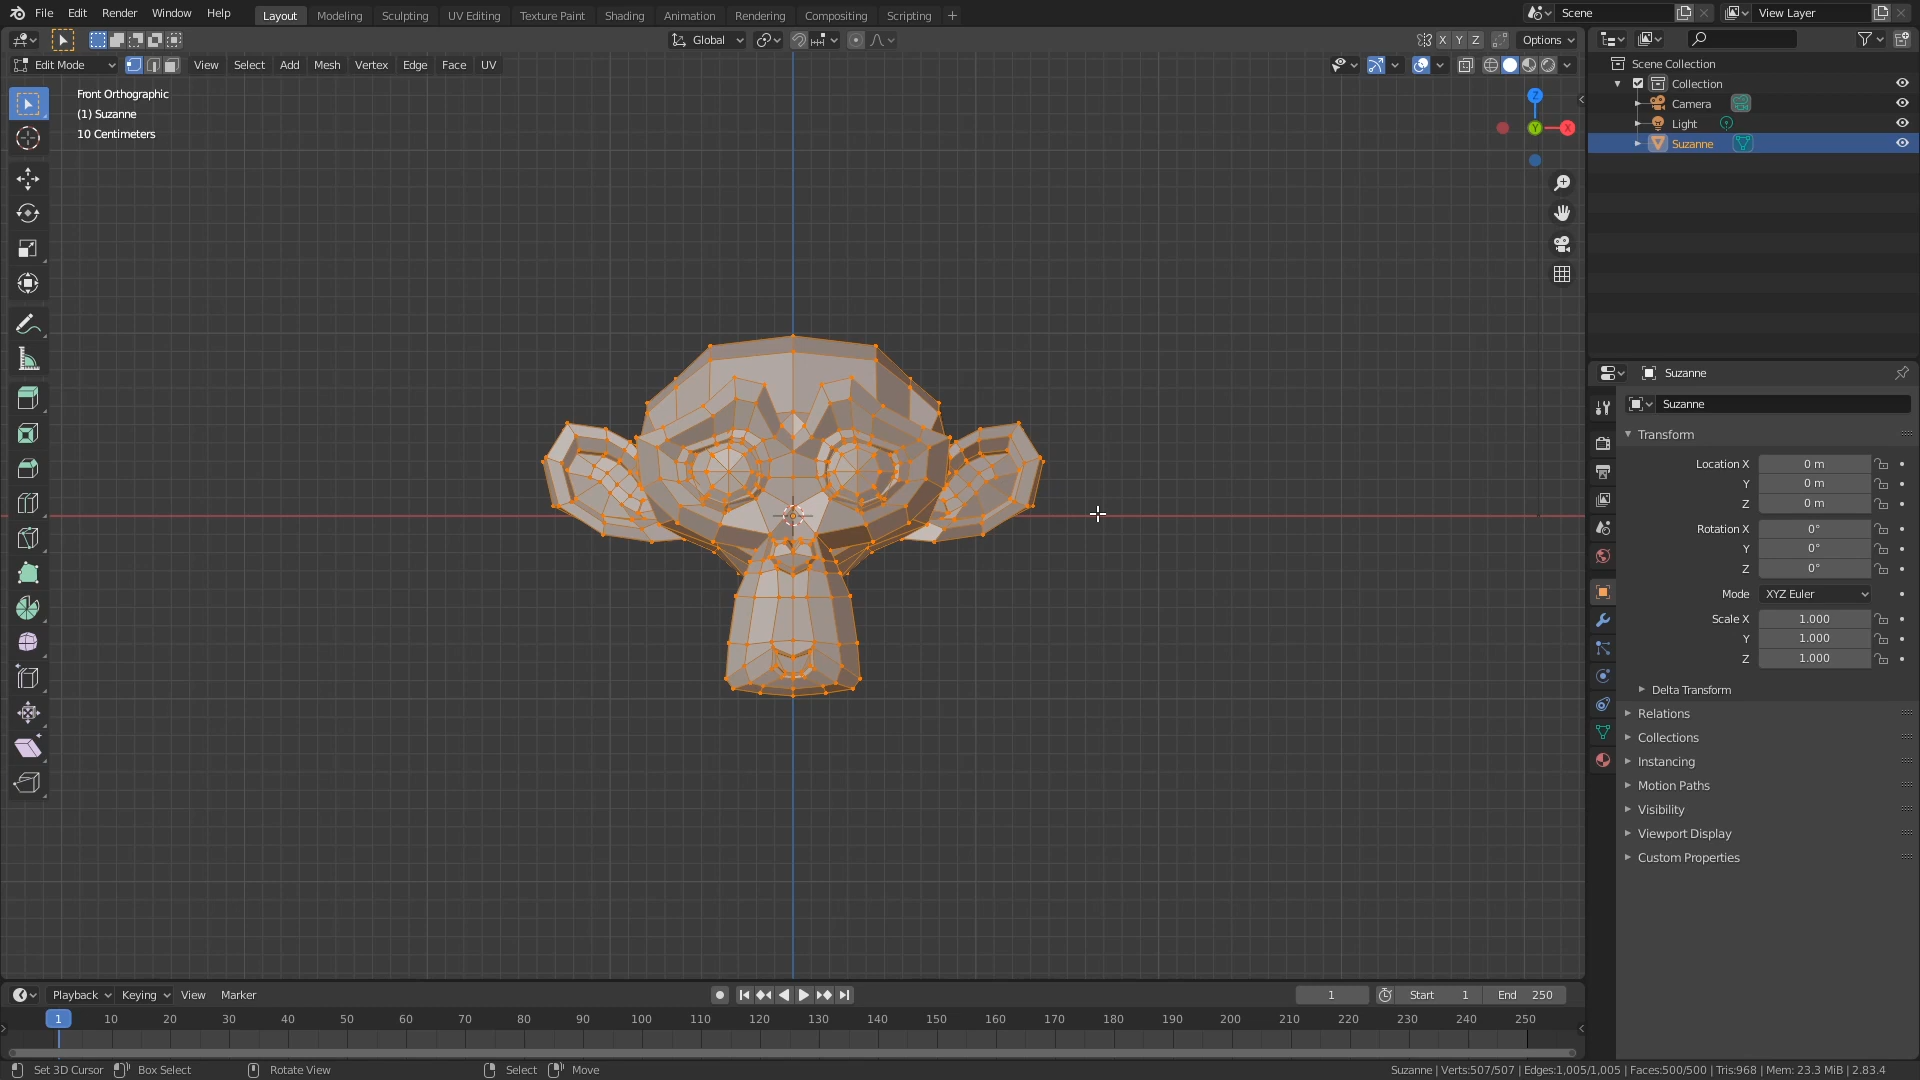 File Edit Render Window Help Layout Modeling Sculpting UV Editing Texture Paint Shading Animation Rendering Compositing Scripting + Scene View Layer
Global X Y Z Options
Edit Mode View Select Add Mesh Vertex Edge Face UV
Scene Collection
Collection
Camera
Light
Suzanne
Front Orthographic
(1) Suzanne
10 Centimeters
Z
Y
X
Suzanne
Suzanne
Transform
Location X 0 m
Y 0 m
Z 0 m
Rotation X 0°
Y 0°
Z 0°
Mode XYZ Euler
Scale X 1.000
Y 1.000
Z 1.000
Delta Transform
Relations
Collections
Instancing
Motion Paths
Visibility
Viewport Display
Custom Properties
Playback Keying View Marker 1 Start 1 End 250
1 10 20 30 40 50 60 70 80 90 100 110 120 130 140 150 160 170 180 190 200 210 220 230 240 250
Set 3D Cursor Box Select Rotate View Select Move Suzanne | Verts:507/507 | Edges:1,005/1,005 | Faces:500/500 | Tris:968 | Mem: 23.3 MiB | 2.83.4